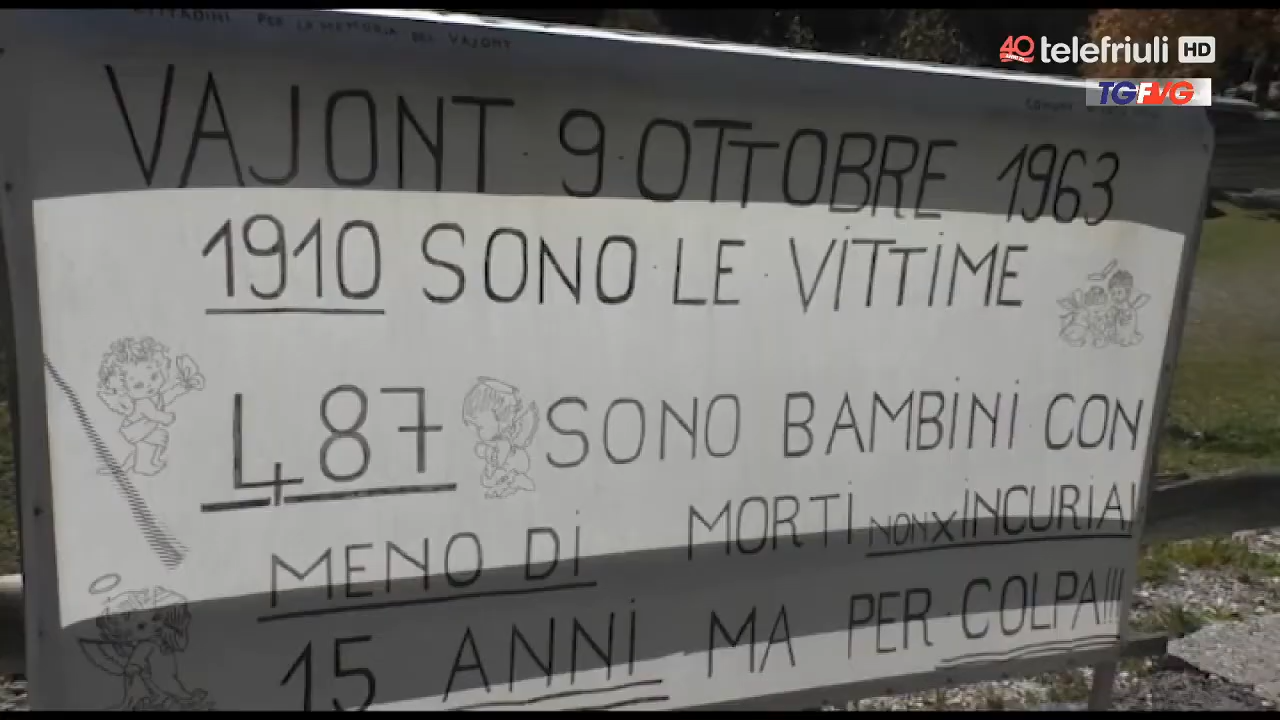 CITTADINI PER LA MEMORIA DEL VAJONT
40 telefriuli HD
TGFVG
VAJONT 9 OTTOBRE 1963
1910 SONO LE VITTIME
487 SONO BAMBINI CON
MENO DI MORTI NON X INCURIA!
15 ANNI MA PER COLPA!!!